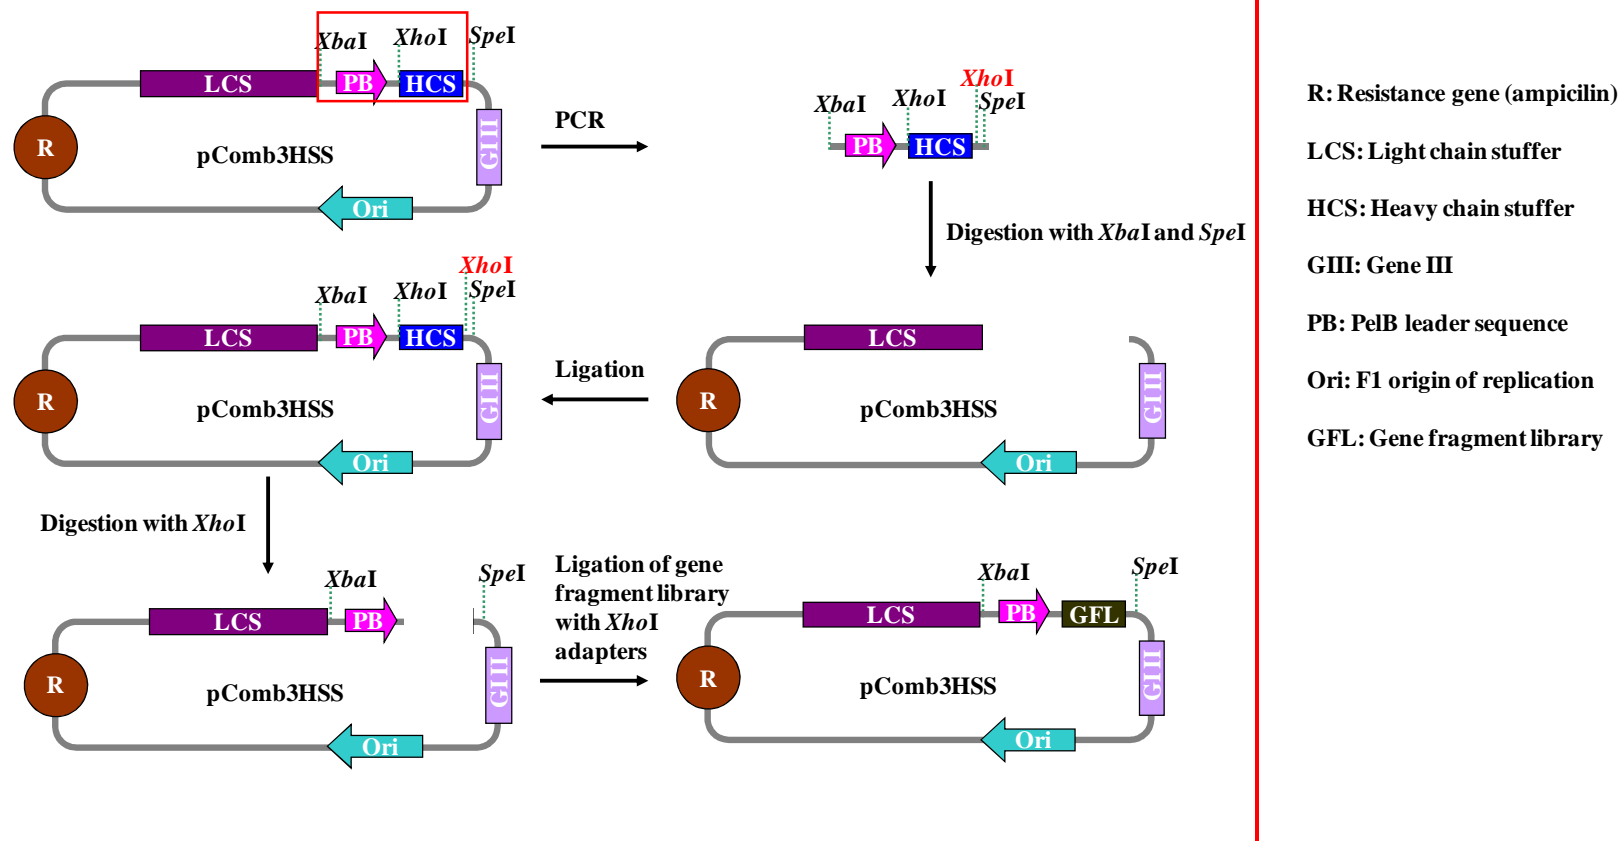 XbaI XhoI SpeI
LCS PB HCS
R
GIII
pComb3HSS
Ori
PCR
XhoI
XbaI XhoI SpeI
PB HCS
Digestion with XbaI and SpeI
LCS
R
GIII
pComb3HSS
Ori
Ligation
XhoI
XbaI XhoI SpeI
LCS PB HCS
R
GIII
pComb3HSS
Ori
Digestion with XhoI
XbaI SpeI
LCS PB
R
GIII
pComb3HSS
Ori
Ligation of gene
fragment library
with XhoI
adapters
XbaI SpeI
LCS PB GFL
R
GIII
pComb3HSS
Ori
R: Resistance gene (ampicilin)
LCS: Light chain stuffer
HCS: Heavy chain stuffer
GIII: Gene III
PB: PelB leader sequence
Ori: F1 origin of replication
GFL: Gene fragment library